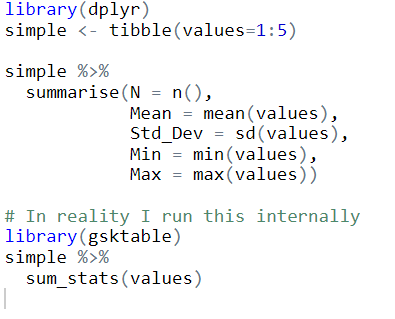 library(dplyr)
simple <- tibble(values=1:5)
simple %>%
summarise(N = n(),
Mean = mean(values),
Std_Dev = sd(values),
Min = min(values),
Max = max(values))
# In reality I run this internally
library(gsktable)
simple %>%
sum_stats(values)